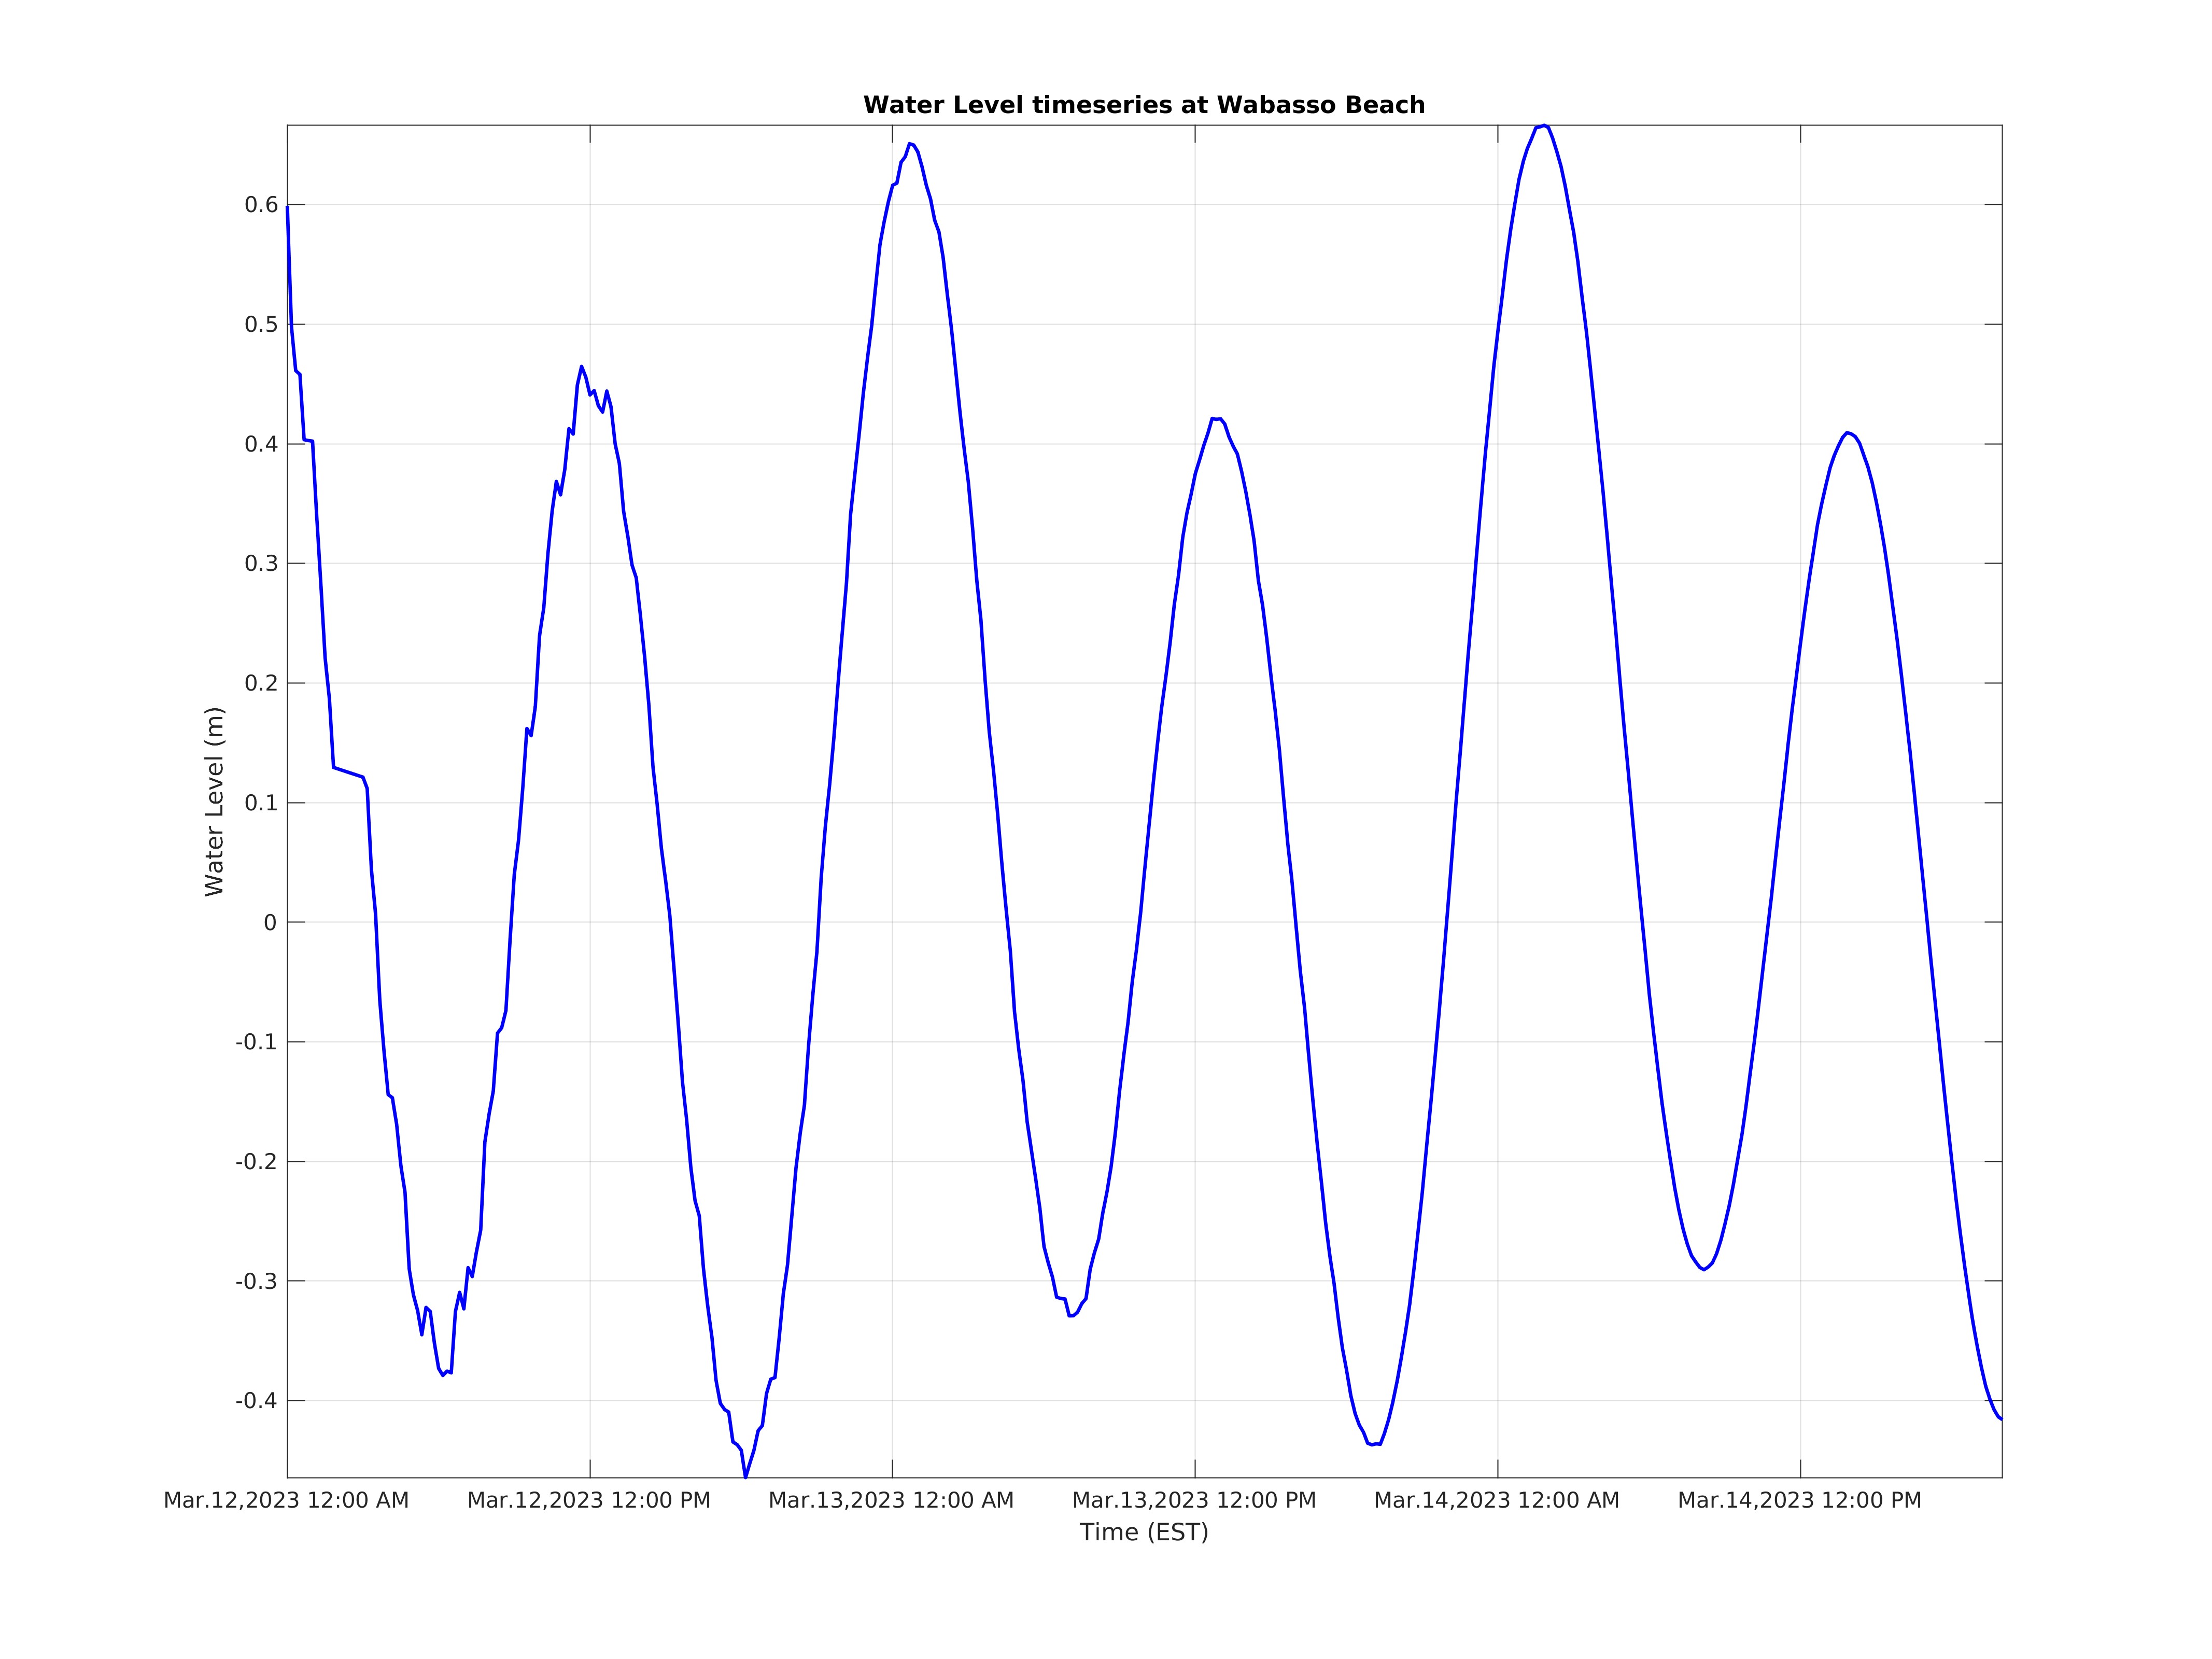 Water Level timeseries at Wabasso Beach
0.6
0.5
0.4
0.3
0.2
0.1
0
-0.1
-0.2
-0.3
-0.4
Water Level (m)
Mar.12,2023 12:00 AM Mar.12,2023 12:00 PM Mar.13,2023 12:00 AM Mar.13,2023 12:00 PM Mar.14,2023 12:00 AM Mar.14,2023 12:00 PM
Time (EST)